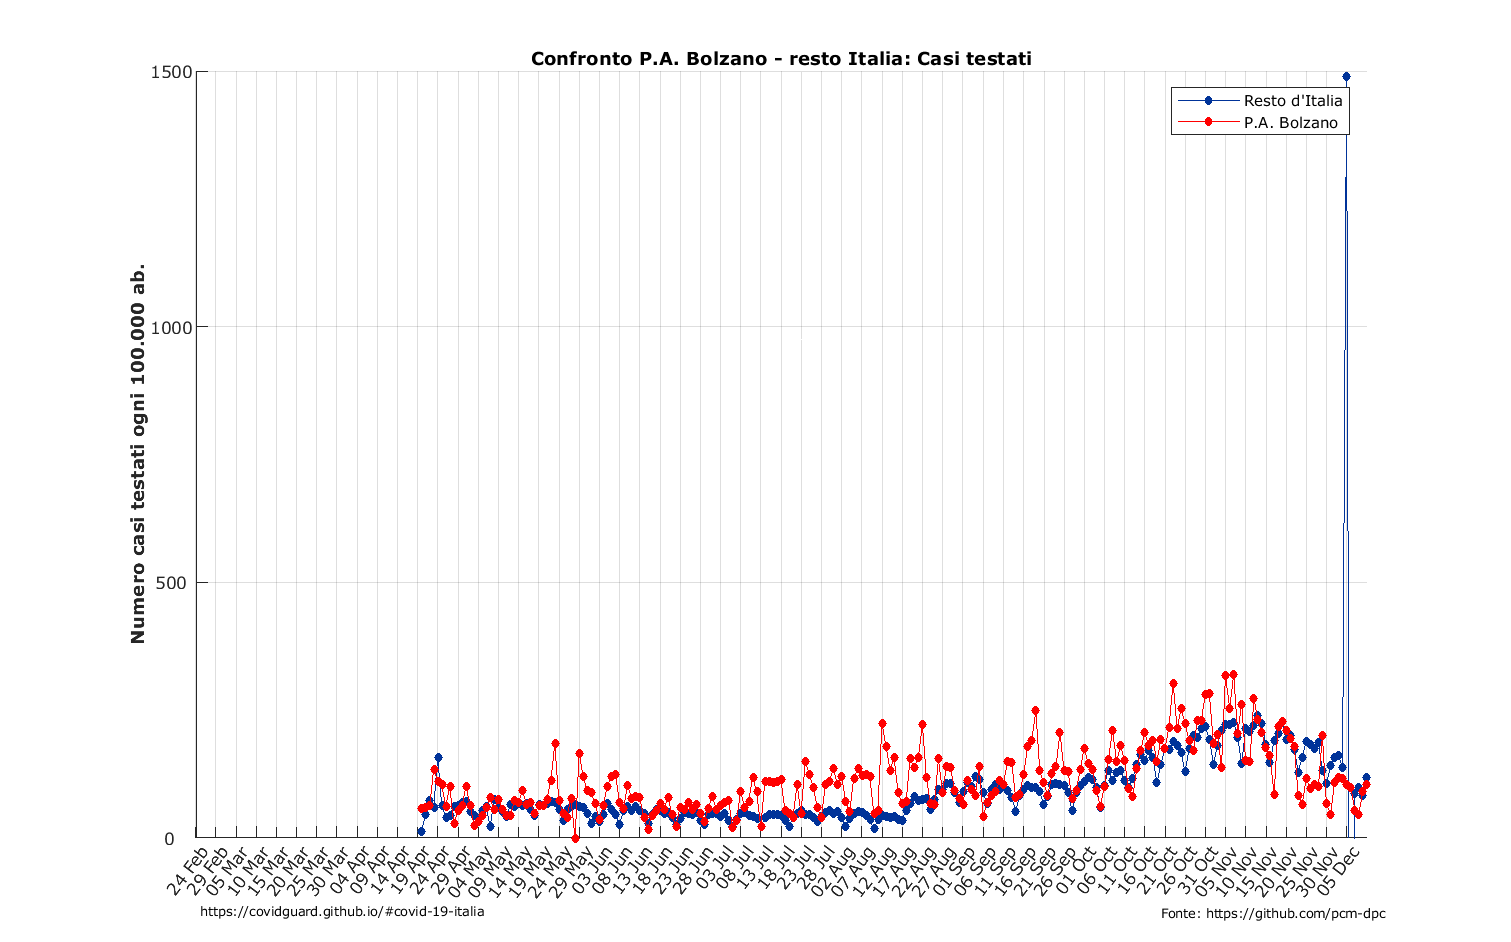 Confronto P.A. Bolzano - resto Italia: Casi testati
Resto d'Italia
P.A. Bolzano
Numero casi testati ogni 100.000 ab.
1500
1000
500
0
24 Feb
29 Feb
05 Mar
10 Mar
15 Mar
20 Mar
25 Mar
30 Mar
04 Apr
09 Apr
14 Apr
19 Apr
24 Apr
29 Apr
04 May
09 May
14 May
19 May
24 May
29 May
03 Jun
08 Jun
13 Jun
18 Jun
23 Jun
28 Jun
03 Jul
08 Jul
13 Jul
18 Jul
23 Jul
28 Jul
02 Aug
07 Aug
12 Aug
17 Aug
22 Aug
27 Aug
01 Sep
06 Sep
11 Sep
16 Sep
21 Sep
26 Sep
01 Oct
06 Oct
11 Oct
16 Oct
21 Oct
26 Oct
31 Oct
05 Nov
10 Nov
15 Nov
20 Nov
25 Nov
30 Nov
05 Dec
https://covidguard.github.io/#covid-19-italia
Fonte: https://github.com/pcm-dpc